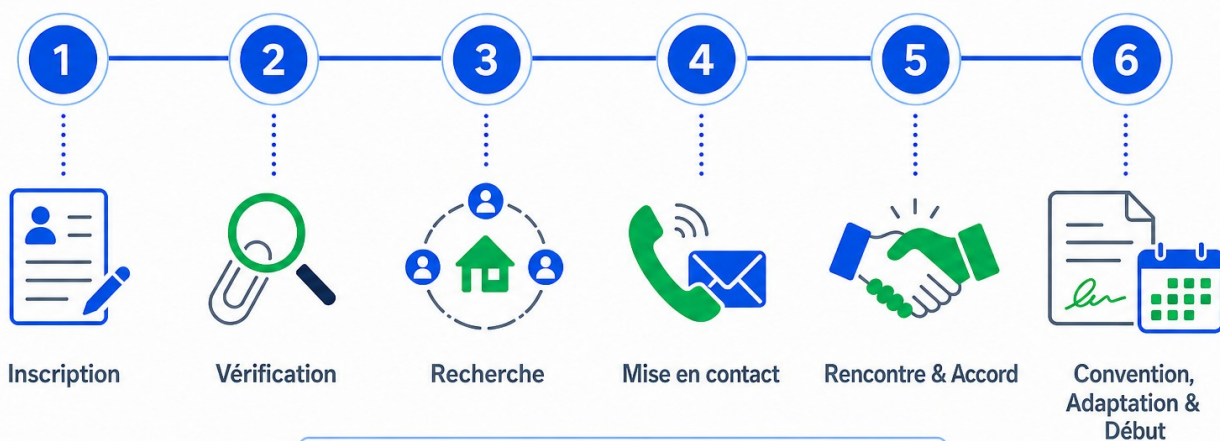 1
2
3
4
5
6
Inscription
Vérification
Recherche
Mise en contact
Rencontre & Accord
Convention,
Adaptation &
Début